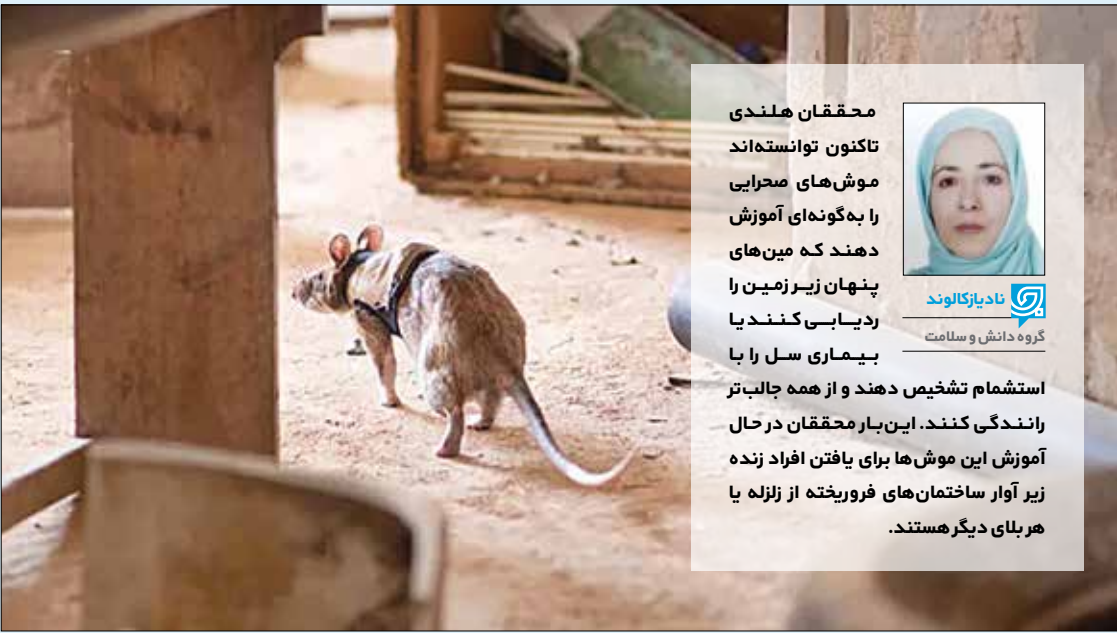 محققان هلندی
تاکنون توانسته‌اند
موش‌های صحرایی
را به‌گونه‌ای آموزش
دهند که مین‌های
پنهان زیر زمین را
ردیابی کنند یا
بیماری سل را با
استشمام تشخیص دهند و از همه جالب‌تر
رانندگی کنند. این‌بار محققان در حال
آموزش این موش‌ها برای یافتن افراد زنده
زیر آوار ساختمان‌های فروریخته از زلزله یا
هر بلای دیگر هستند.
نادیا زکالوند
گروه دانش و سلامت